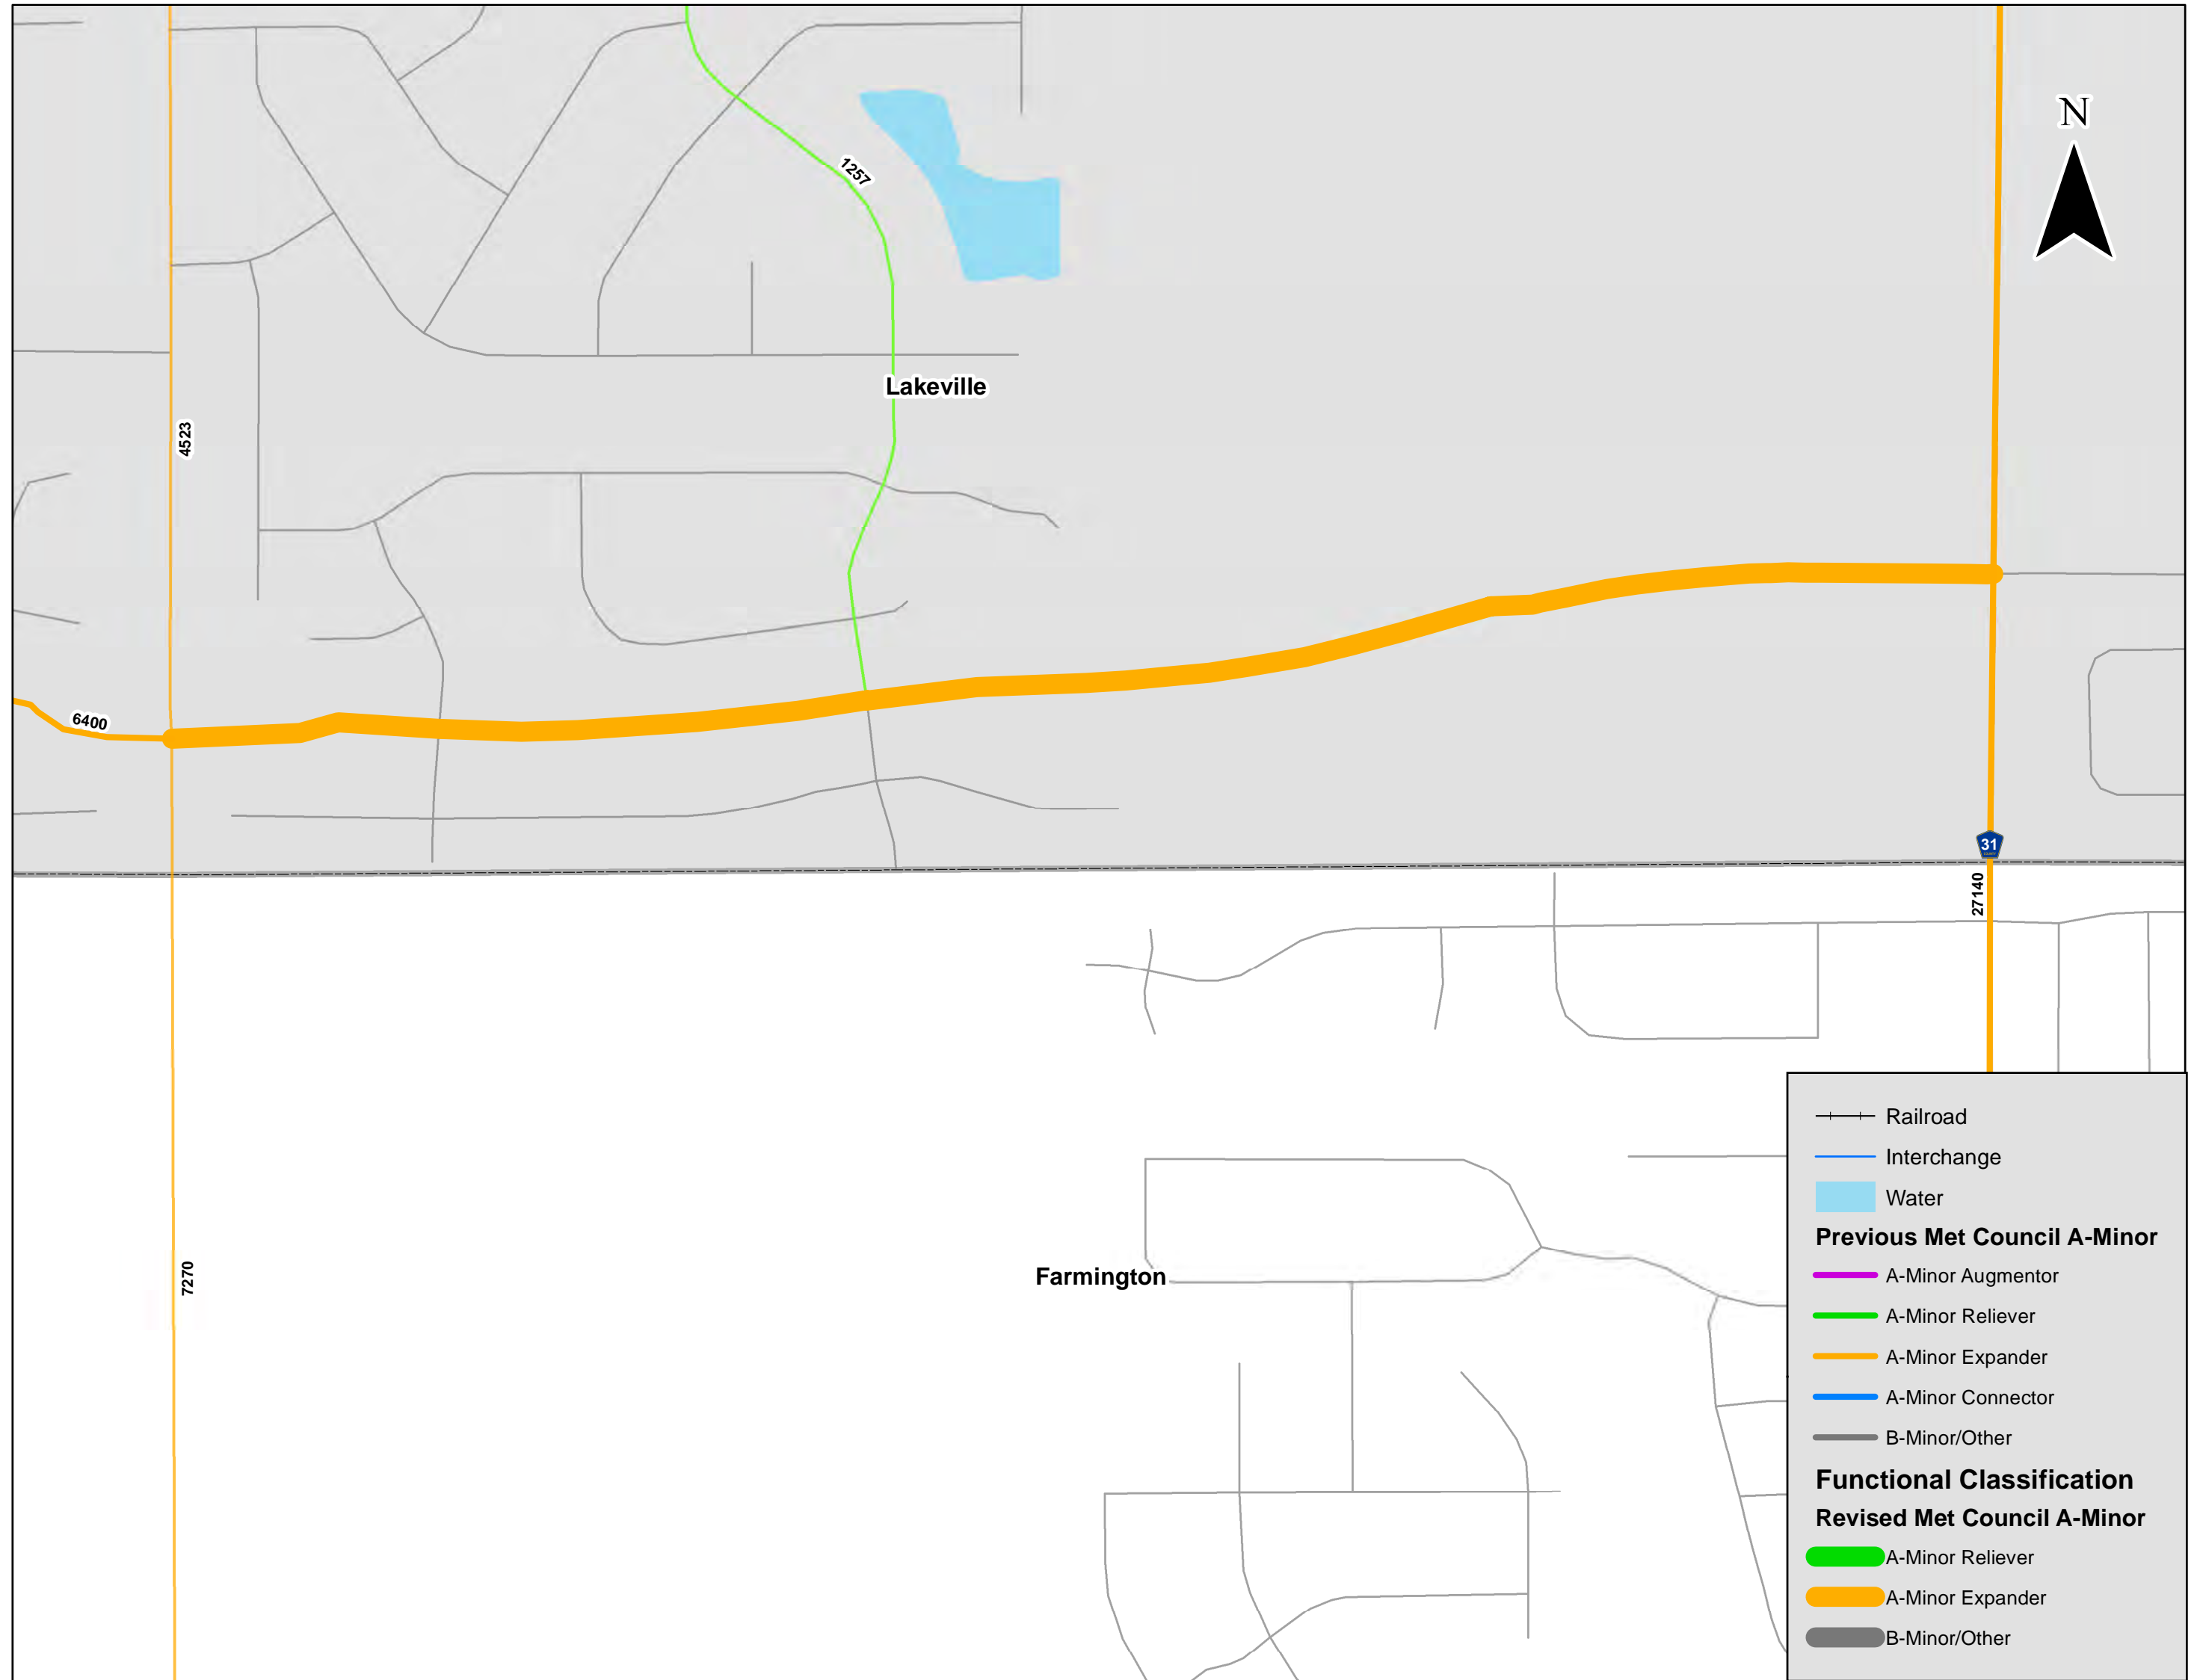 N
1257
Lakeville
4523
6400
31
27140
7270
Farmington
Railroad
Interchange
Water
Previous Met Council A-Minor
A-Minor Augmentor
A-Minor Reliever
A-Minor Expander
A-Minor Connector
B-Minor/Other
Functional Classification
Revised Met Council A-Minor
A-Minor Reliever
A-Minor Expander
B-Minor/Other